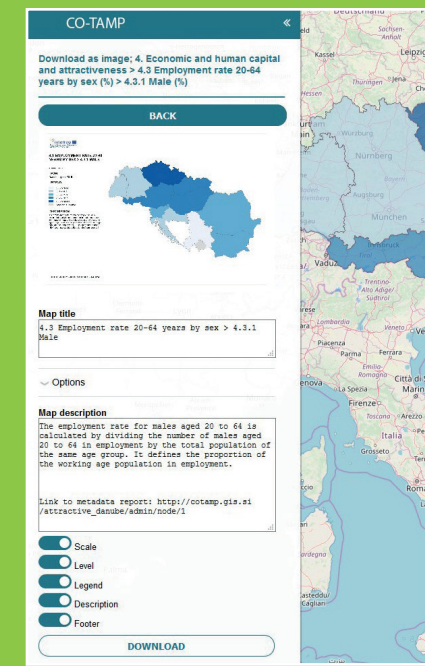 CO-TAMP
«
Download as image; 4. Economic and human capital
and attractiveness > 4.3 Employment rate 20-64
years by sex (%) > 4.3.1 Male (%)
BACK
Map title
4.3 Employment rate 20-64 years by sex > 4.3.1
Male
Options
Map description
The employment rate for males aged 20 to 64 is
calculated by dividing the number of males aged
20 to 64 in employment by the total population of
the same age group. It defines the proportion of
the working age population in employment.
Link to metadata report: http://cotamp.gis.si
/attractive_danube/admin/node/1
Scale
Level
Legend
Description
Footer
DOWNLOAD
Deutschland
Sachsen-
Anhalt
Kassel
Leipzig
Thüringen
Jena
Hessen
Würzburg
Nürnberg
Bayern
Augsburg
München
Innsbruck
Tirol
Vaduz
Trentino-
Alto Adige/
Südtirol
Lombardia
Veneto
Piacenza
Parma
Ferrara
Emilia-
Romagna
La Spezia
Firenze
Toscana
Arezzo
Italia
Grosseto
Roma
Cagliari